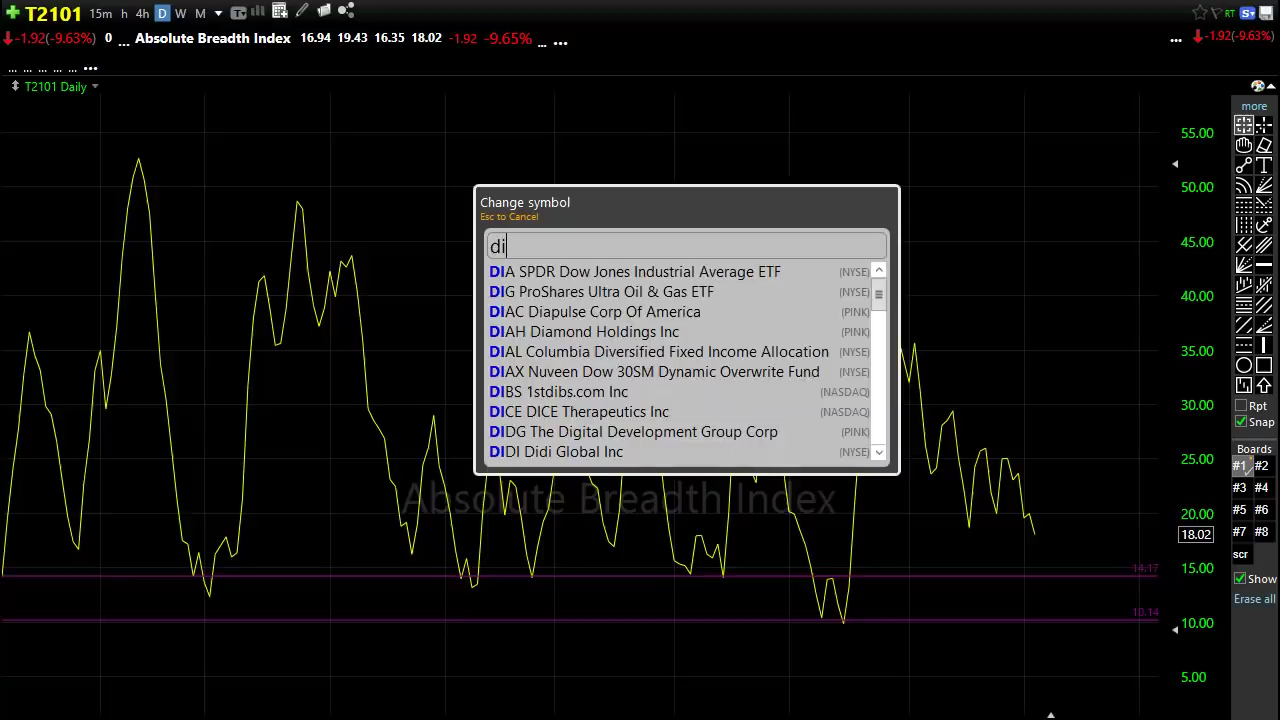 T2101 15m h 4h D W M
-1.92(-9.63%) 0 ... Absolute Breadth Index 16.94 19.43 16.35 18.02 -1.92 -9.65% ... ... ... -1.92(-9.63%)
... ... ... ... ... ...
T2101 Daily
more
55.00
50.00
45.00
40.00
35.00
30.00
25.00
20.00
18.02
15.00
10.00
5.00
Change symbol
Esc to Cancel
di
DIA SPDR Dow Jones Industrial Average ETF (NYSE)
DIG ProShares Ultra Oil & Gas ETF (NYSE)
DIAC Diapulse Corp Of America (PINK)
DIAH Diamond Holdings Inc (PINK)
DIAL Columbia Diversified Fixed Income Allocation (NYSE)
DIAX Nuveen Dow 30SM Dynamic Overwrite Fund (NYSE)
DIBS 1stdibs.com Inc (NASDAQ)
DICE DICE Therapeutics Inc (NASDAQ)
DIDG The Digital Development Group Corp (PINK)
DIDI Didi Global Inc (NYSE)
Absolute Breadth Index
14.17
10.14
RT
S
T
Rpt
Snap
Boards
#1 #2
#3 #4
#5 #6
#7 #8
scr
Show
Erase all